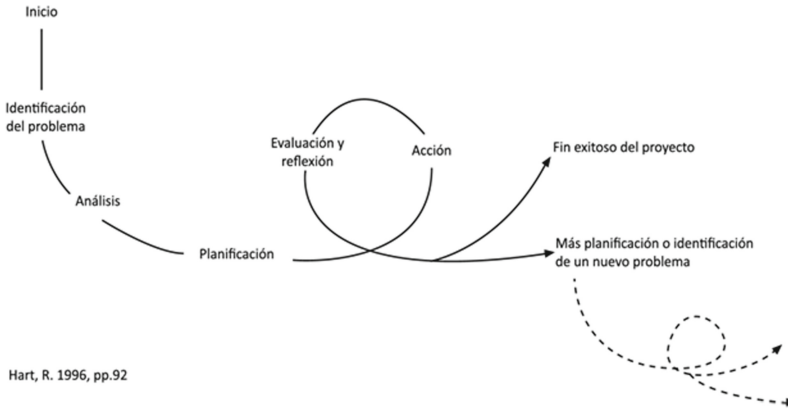 Inicio
Identificación
del problema
Análisis
Planificación
Evaluación y
reflexión
Acción
Fin exitoso del proyecto
Más planificación o identificación
de un nuevo problema
Hart, R. 1996, pp.92